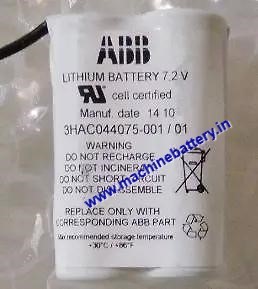 ABB
LITHIUM BATTERY 7,2 V
cell certified
Manuf. date 14 10
3HAC044075-001 / 01
WARNING
DO NOT RECHARGE
DO NOT INCINERATE
DO NOT SHORT CIRCUIT
DO NOT DISASSEMBLE
REPLACE ONLY WITH
CORRESPONDING ABB PART
Max recommended storage temperature
+30°C / +86°F
www.machinebattery.in